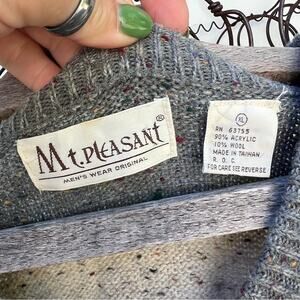 Mt.PLEASANT®
MEN'S WEAR ORIGINAL
XL
RN 63755
90% ACRYLIC
10% WOOL
MADE IN TAIWAN
R. O. C.
FOR CARE SEE REVERSE